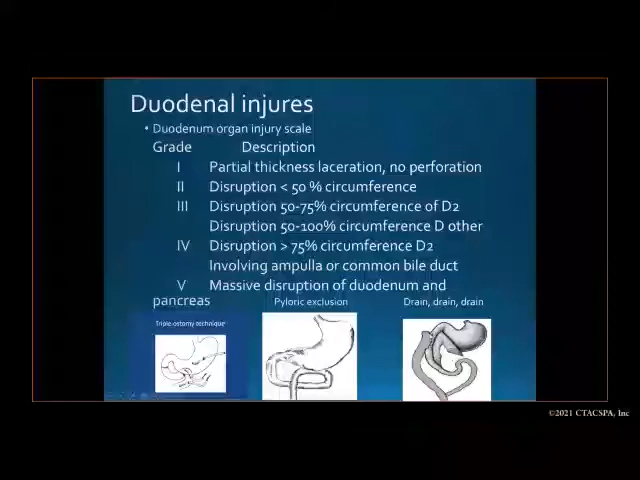 Duodenal injures
• Duodenum organ injury scale
Grade Description
I Partial thickness laceration, no perforation
II Disruption < 50 % circumference
III Disruption 50-75% circumference of D2
Disruption 50-100% circumference D other
IV Disruption > 75% circumference D2
Involving ampulla or common bile duct
V Massive disruption of duodenum and
pancreas
Pyloric exclusion
Drain, drain, drain
Triple ostomy technique
©2021 CTACSPA, Inc